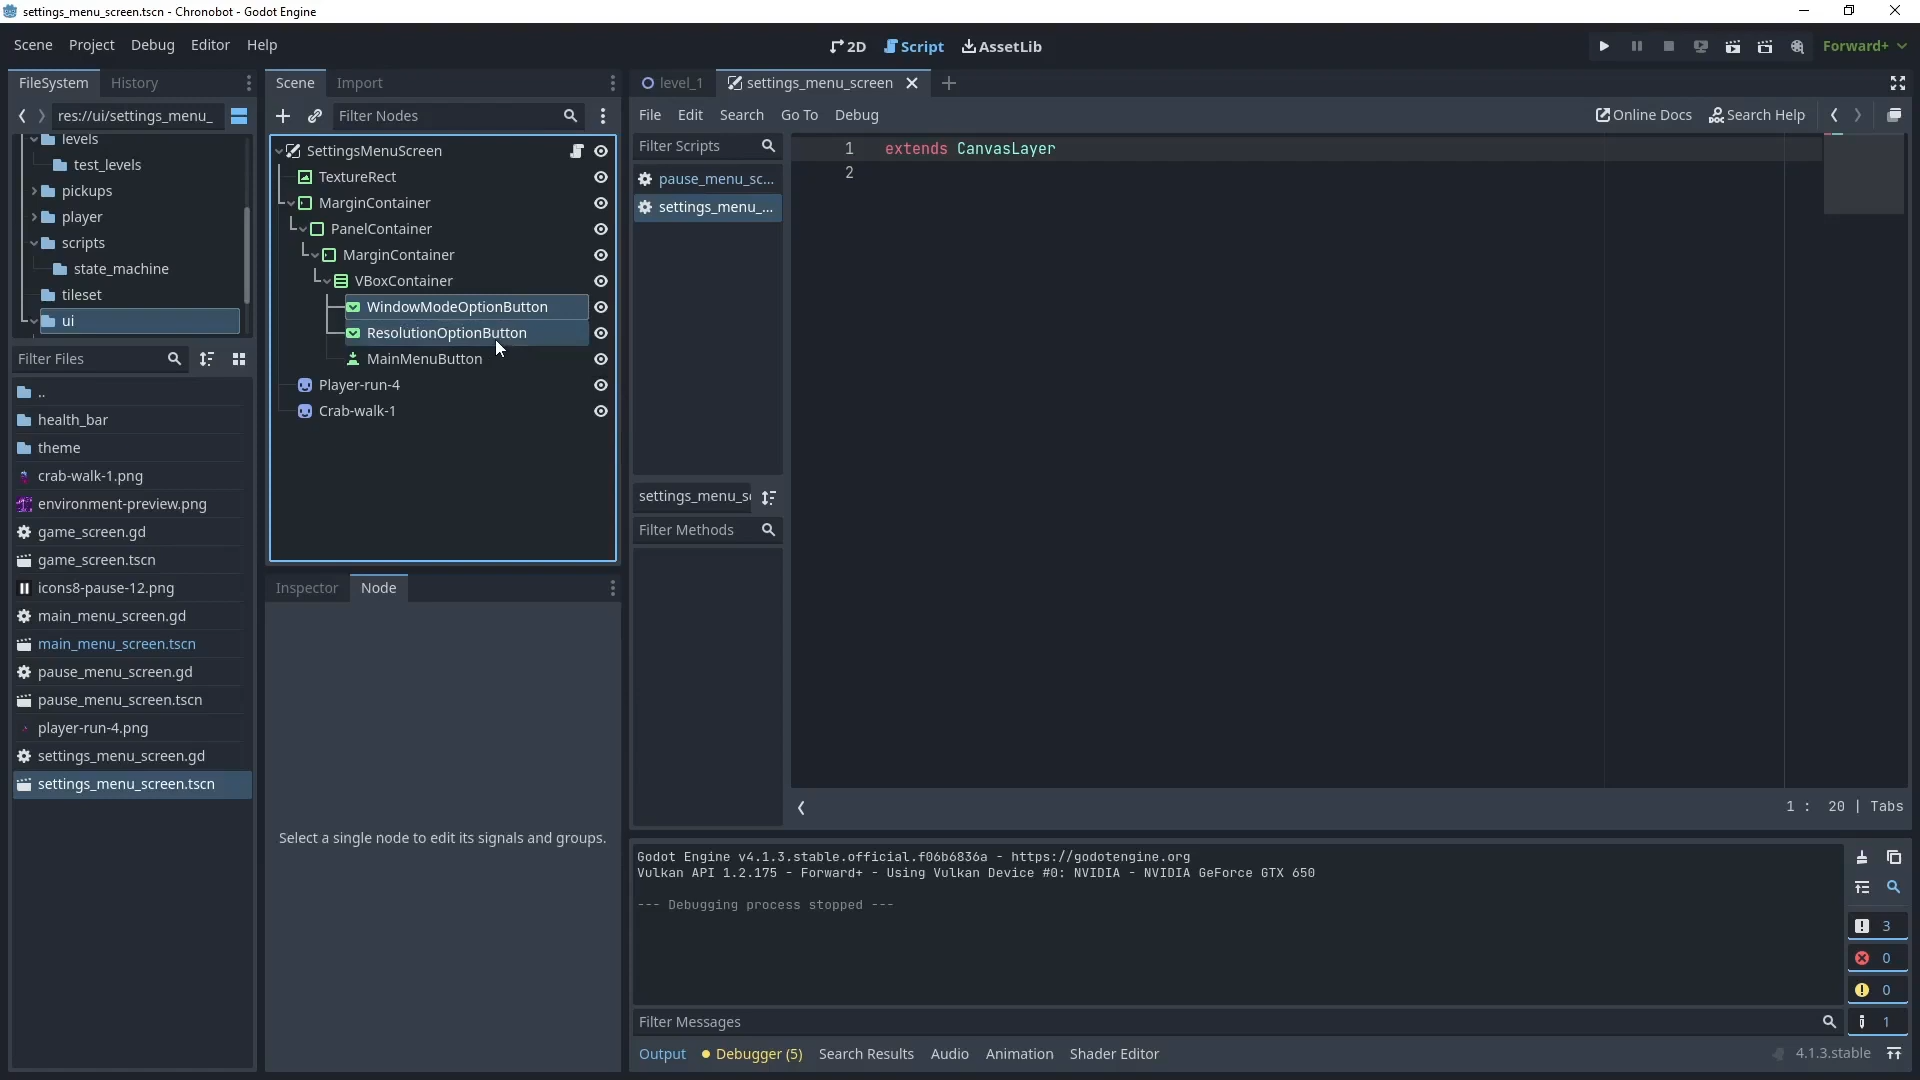 settings_menu_screen.tscn - Chronobot - Godot Engine
Scene Project Debug Editor Help
2D Script AssetLib
Forward+
FileSystem History
res://ui/settings_menu_
levels
test_levels
pickups
player
scripts
state_machine
tileset
ui
Filter Files
..
health_bar
theme
crab-walk-1.png
environment-preview.png
game_screen.gd
game_screen.tscn
icons8-pause-12.png
main_menu_screen.gd
main_menu_screen.tscn
pause_menu_screen.gd
pause_menu_screen.tscn
player-run-4.png
settings_menu_screen.gd
settings_menu_screen.tscn
Scene Import
Filter Nodes
SettingsMenuScreen
TextureRect
MarginContainer
PanelContainer
MarginContainer
VBoxContainer
WindowModeOptionButton
ResolutionOptionButton
MainMenuButton
Player-run-4
Crab-walk-1
Inspector Node
Select a single node to edit its signals and groups.
level_1 settings_menu_screen
File Edit Search Go To Debug
Online Docs Search Help
Filter Scripts
pause_menu_sc...
settings_menu_...
settings_menu_s
Filter Methods
1 extends CanvasLayer
2
1 : 20 | Tabs
Godot Engine v4.1.3.stable.official.f06b6836a - https://godotengine.org
Vulkan API 1.2.175 - Forward+ - Using Vulkan Device #0: NVIDIA - NVIDIA GeForce GTX 650
--- Debugging process stopped ---
3
0
0
1
Filter Messages
Output Debugger (5) Search Results Audio Animation Shader Editor
4.1.3.stable